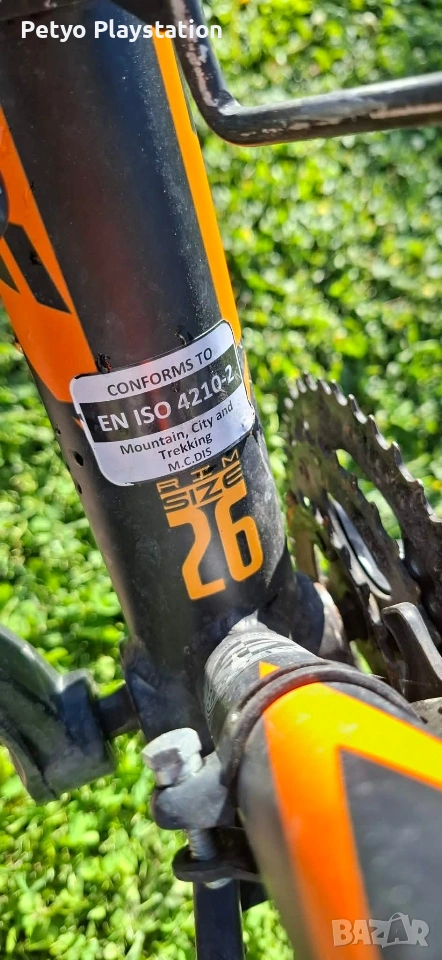 Petyo Playstation
CONFORMS TO
EN ISO 4210-2
Mountain, City and
Trekking
M.C.DIS
RIM
SIZE
26
BAZAR